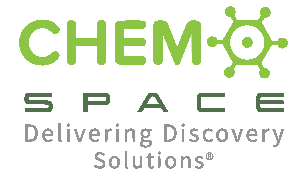 CHEM
SPACE
Delivering Discovery
Solutions®